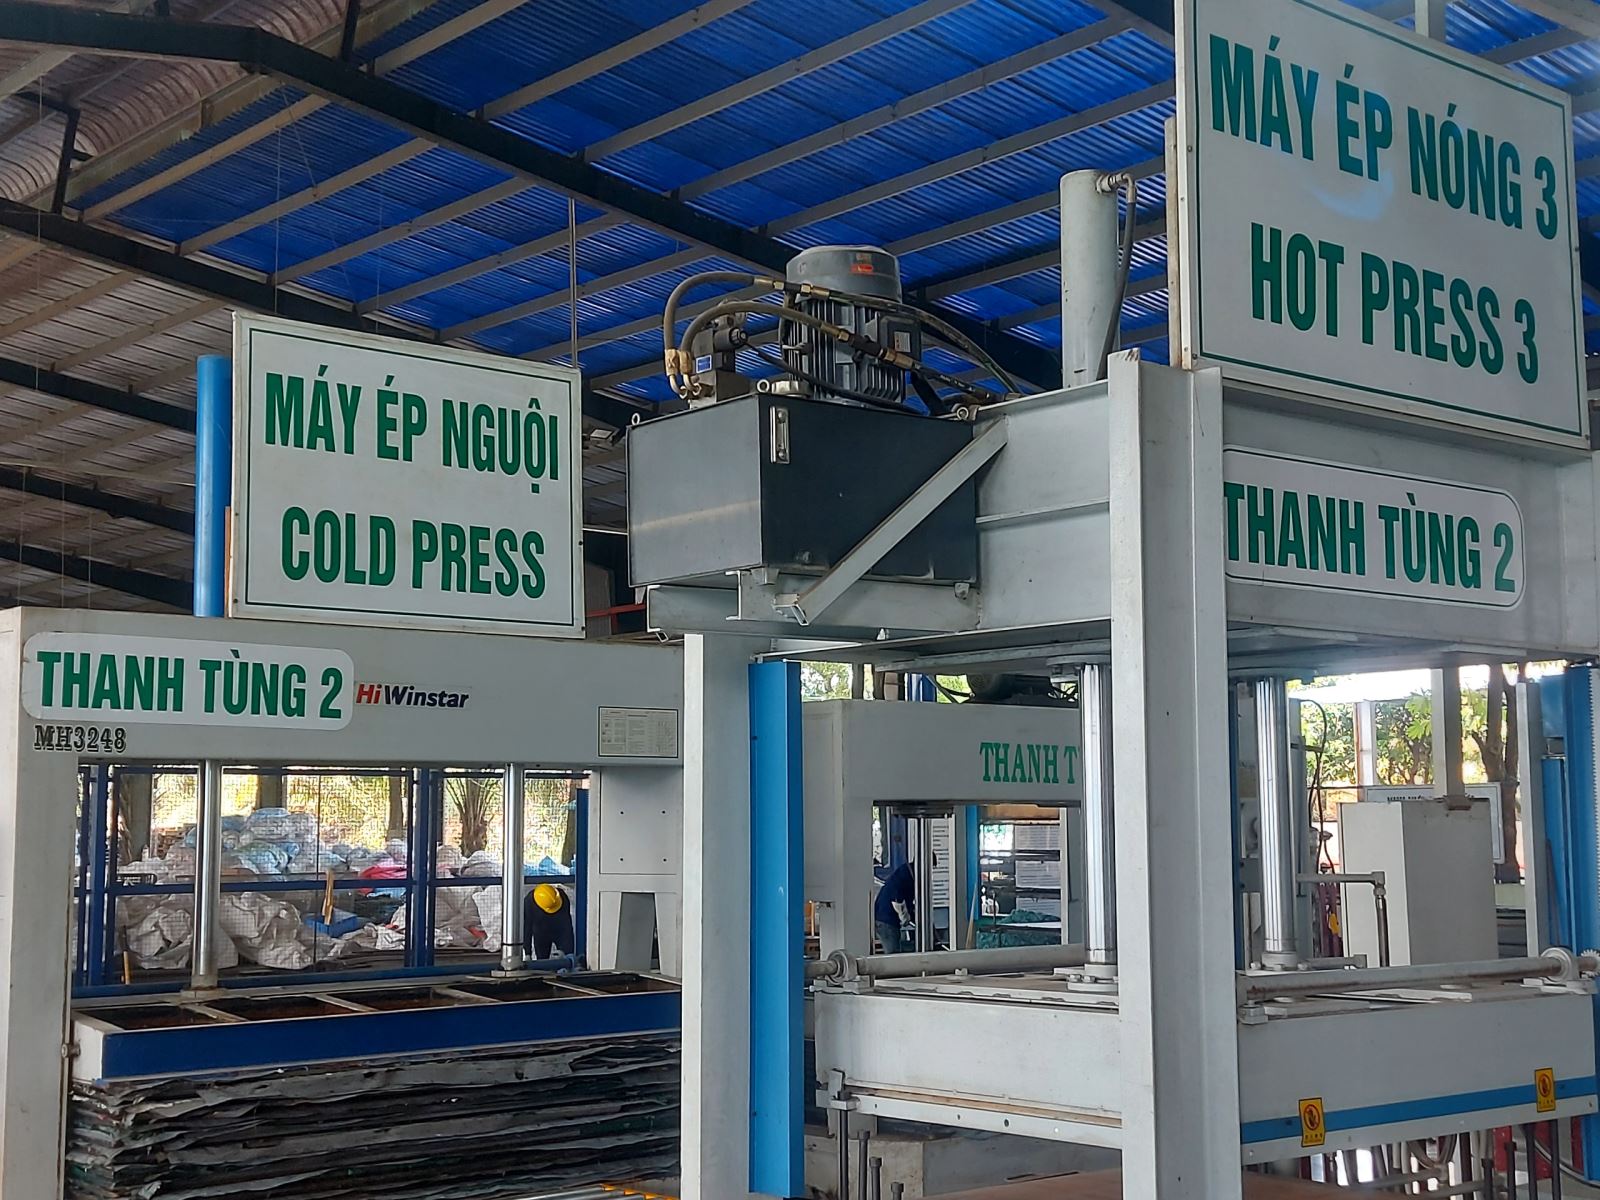 MÁY ÉP NÓNG 3
HOT PRESS 3
THANH TÙNG 2
MÁY ÉP NGUỘI
COLD PRESS
THANH TÙNG 2
HiWinstar
MH3248
THANH T